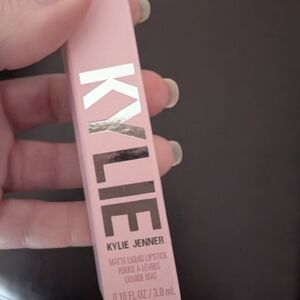 KYLIE
KYLIE JENNER
MATTE LIQUID LIPSTICK
ROUGE À LÈVRES
LIQUIDE MAT
0.10 FL OZ / 3.0 mL